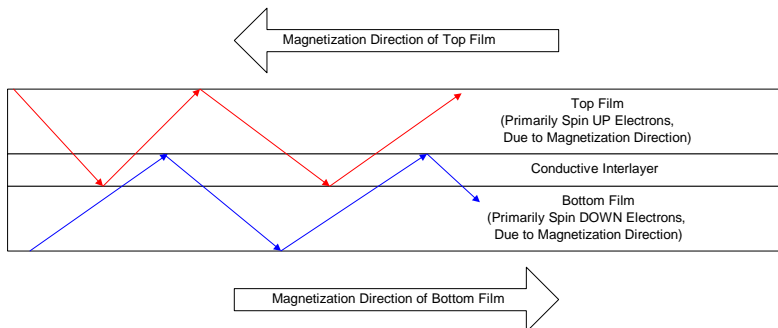 Magnetization Direction of Top Film
Top Film
(Primarily Spin UP Electrons,
Due to Magnetization Direction)
Conductive Interlayer
Bottom Film
(Primarily Spin DOWN Electrons,
Due to Magnetization Direction)
Magnetization Direction of Bottom Film